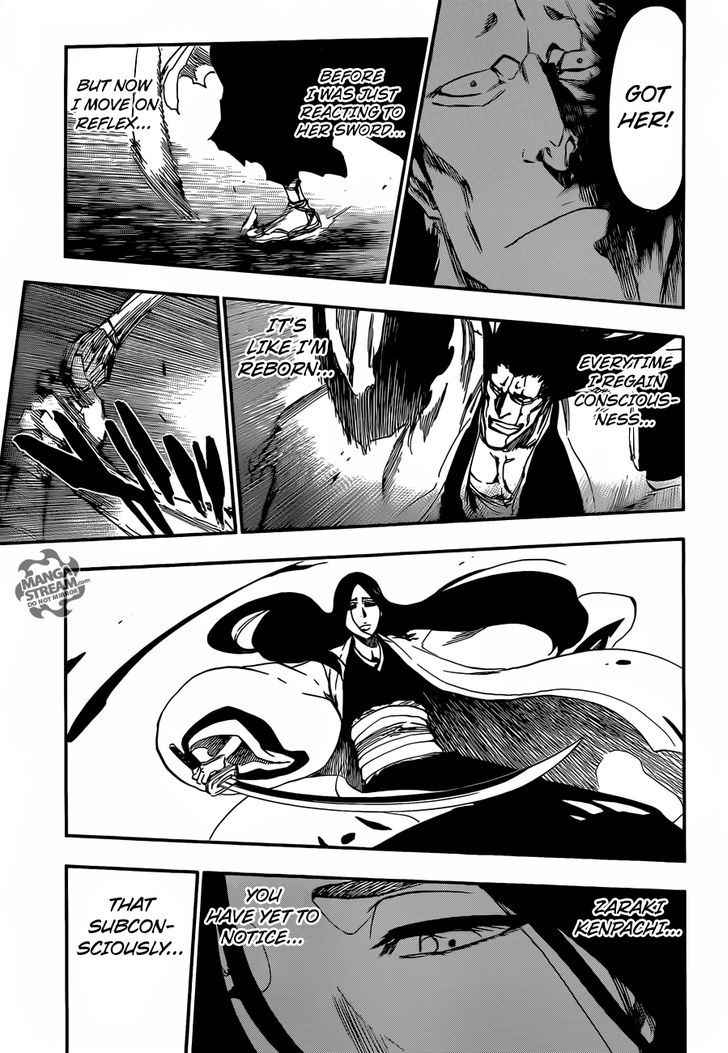 GOT
HER!
BEFORE
I WAS JUST
REACTING TO
HER SWORD...
BUT NOW
I MOVE ON
REFLEX...
EVERYTIME
I REGAIN
CONSCIOUS-
NESS...
IT'S
LIKE I'M
REBORN...
MANGA
STREAM.com
DO NOT MIRROR
ZARAKI
KENPACHI...
YOU
HAVE YET TO
NOTICE...
THAT
SUBCON-
SCIOUSLY...